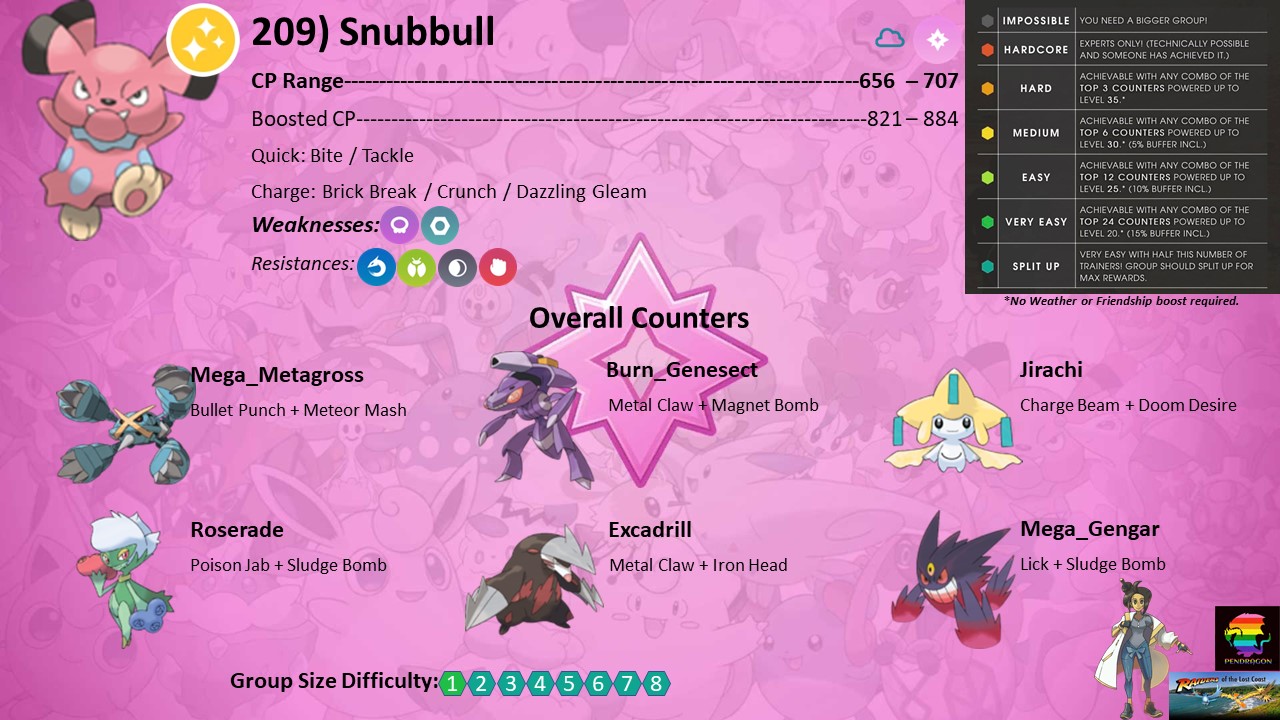 209) Snubbull
CP Range-------------------------------------------------------------------------656 – 707
Boosted CP------------------------------------------------------------------------821 – 884
Quick: Bite / Tackle
Charge: Brick Break / Crunch / Dazzling Gleam
Weaknesses:
Resistances:
IMPOSSIBLE YOU NEED A BIGGER GROUP!
HARDCORE EXPERTS ONLY! (TECHNICALLY POSSIBLE
AND SOMEONE HAS ACHIEVED IT.)
HARD ACHIEVABLE WITH ANY COMBO OF THE
TOP 3 COUNTERS POWERED UP TO
LEVEL 35.*
MEDIUM ACHIEVABLE WITH ANY COMBO OF THE
TOP 6 COUNTERS POWERED UP TO
LEVEL 30.* (5% BUFFER INCL.)
EASY ACHIEVABLE WITH ANY COMBO OF THE
TOP 12 COUNTERS POWERED UP TO
LEVEL 25.* (10% BUFFER INCL.)
VERY EASY ACHIEVABLE WITH ANY COMBO OF THE
TOP 24 COUNTERS POWERED UP TO
LEVEL 20.* (15% BUFFER INCL.)
SPLIT UP VERY EASY WITH HALF THIS NUMBER OF
TRAINERS! GROUP SHOULD SPLIT UP FOR
MAX REWARDS.
*No Weather or Friendship boost required.
Overall Counters
Mega_Metagross
Bullet Punch + Meteor Mash
Burn_Genesect
Metal Claw + Magnet Bomb
Jirachi
Charge Beam + Doom Desire
Roserade
Poison Jab + Sludge Bomb
Excadrill
Metal Claw + Iron Head
Mega_Gengar
Lick + Sludge Bomb
Group Size Difficulty: 1 2 3 4 5 6 7 8
PENDRAGON
RAIDERS of the Lost Coast